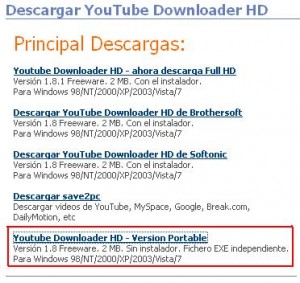 Descargar YouTube Downloader HD
Principal Descargas:
Youtube Downloader HD - ahora descarga Full HD
Versión 1.8.1 Freeware. 2 MB. Con el instalador.
Para Windows 98/NT/2000/XP/2003/Vista/7
Descargar YouTube Downloader HD de Brothersoft
Versión 1.8 Freeware. 2 MB. Con el instalador.
Para Windows 98/NT/2000/XP/2003/Vista/7
Descargar YouTube Downloader HD de Softonic
Versión 1.8 Freeware. 2 MB. Con el instalador.
Para Windows 98/NT/2000/XP/2003/Vista/7
Descargar save2pc
Descargar videos de YouTube, MySpace, Google, Break.com,
DailyMotion, etc
Youtube Downloader HD - Version Portable
Versión 1.8 Freeware. 2 MB. Sin instalador. Fichero EXE independiente.
Para Windows 98/NT/2000/XP/2003/Vista/7